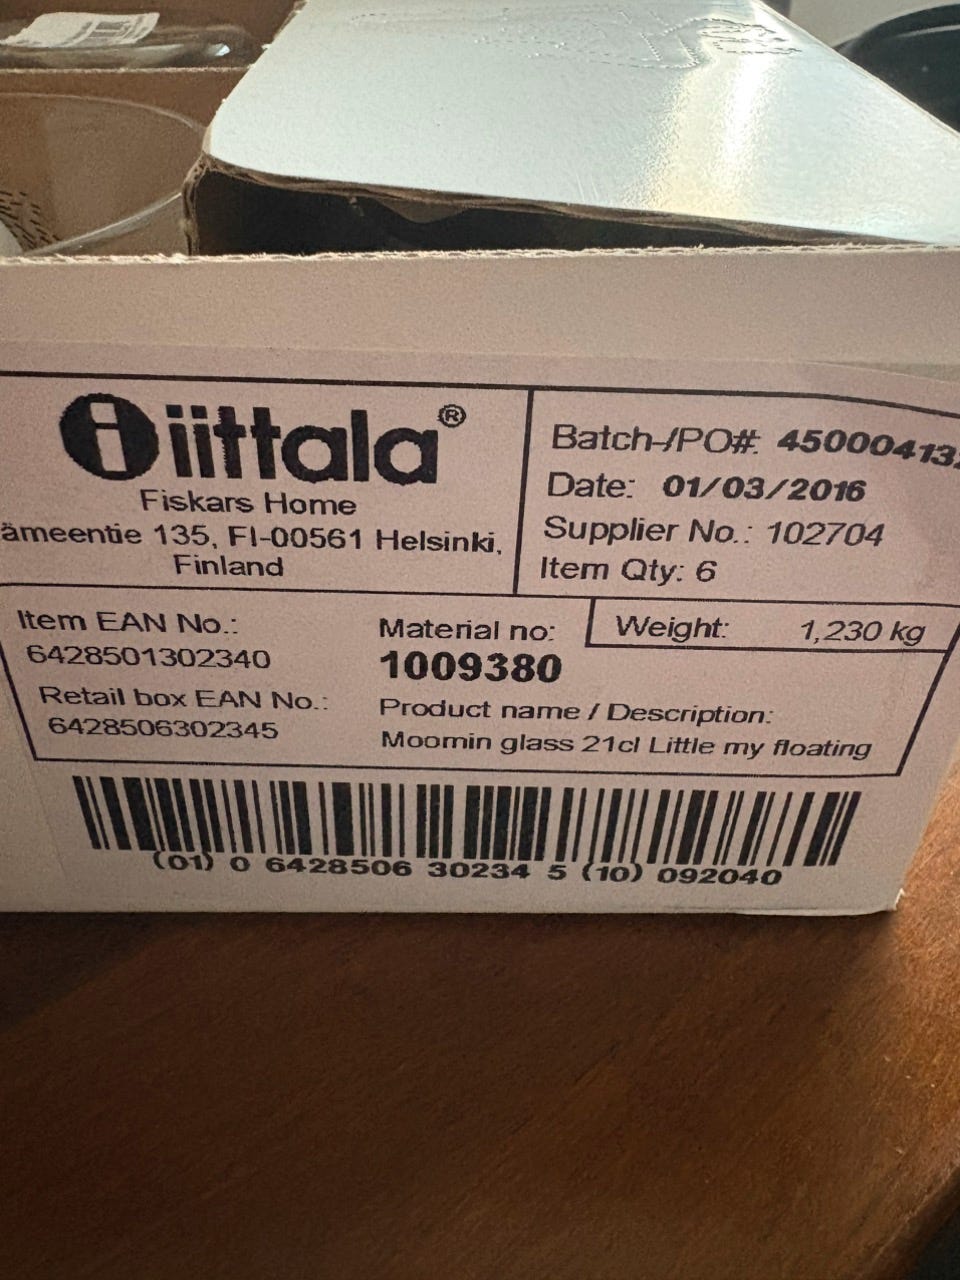 iittala®
Fiskars Home
ämeentie 135, FI-00561 Helsinki,
Finland
Batch-/PO#: 450004132
Date: 01/03/2016
Supplier No.: 102704
Item Qty: 6
Item EAN No.:
6428501302340
Retail box EAN No.:
6428506302345
Material no:
1009380
Weight: 1,230 kg
Product name / Description:
Moomin glass 21cl Little my floating
(01) 0 6428506 30234 5 (10) 092040